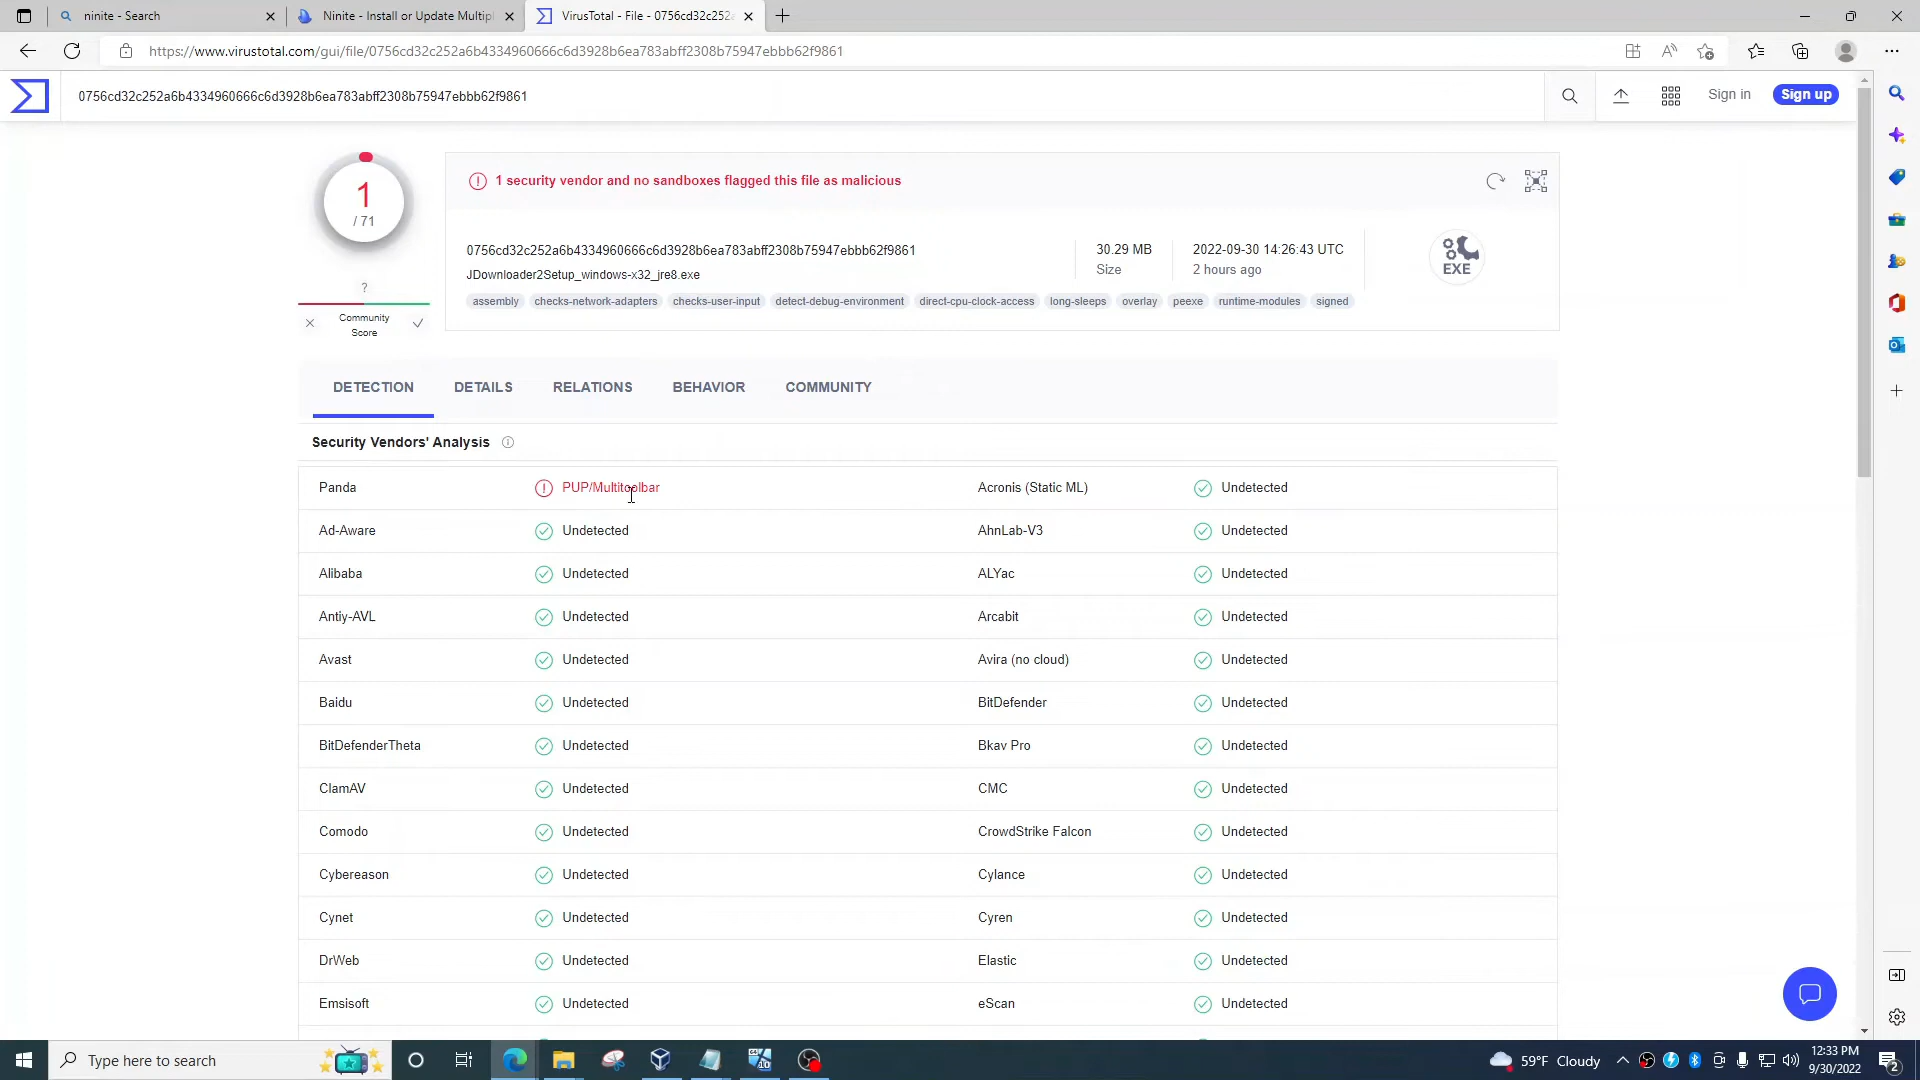 ninite - Search
Ninite - Install or Update Multipl
VirusTotal - File - 0756cd32c252a
https://www.virustotal.com/gui/file/0756cd32c252a6b4334960666c6d3928b6ea783abff2308b75947ebbb62f9861
0756cd32c252a6b4334960666c6d3928b6ea783abff2308b75947ebbb62f9861
Sign in
Sign up
1
/ 71
?
Community
Score
1 security vendor and no sandboxes flagged this file as malicious
0756cd32c252a6b4334960666c6d3928b6ea783abff2308b75947ebbb62f9861
JDownloader2Setup_windows-x32_jre8.exe
30.29 MB
Size
2022-09-30 14:26:43 UTC
2 hours ago
EXE
assembly checks-network-adapters checks-user-input detect-debug-environment direct-cpu-clock-access long-sleeps overlay peexe runtime-modules signed
DETECTION DETAILS RELATIONS BEHAVIOR COMMUNITY
Security Vendors' Analysis
Panda PUP/Multitoolbar Acronis (Static ML) Undetected
Ad-Aware Undetected AhnLab-V3 Undetected
Alibaba Undetected ALYac Undetected
Antiy-AVL Undetected Arcabit Undetected
Avast Undetected Avira (no cloud) Undetected
Baidu Undetected BitDefender Undetected
BitDefenderTheta Undetected Bkav Pro Undetected
ClamAV Undetected CMC Undetected
Comodo Undetected CrowdStrike Falcon Undetected
Cybereason Undetected Cylance Undetected
Cynet Undetected Cyren Undetected
DrWeb Undetected Elastic Undetected
Emsisoft Undetected eScan Undetected
Type here to search
59°F Cloudy
12:33 PM
9/30/2022
2